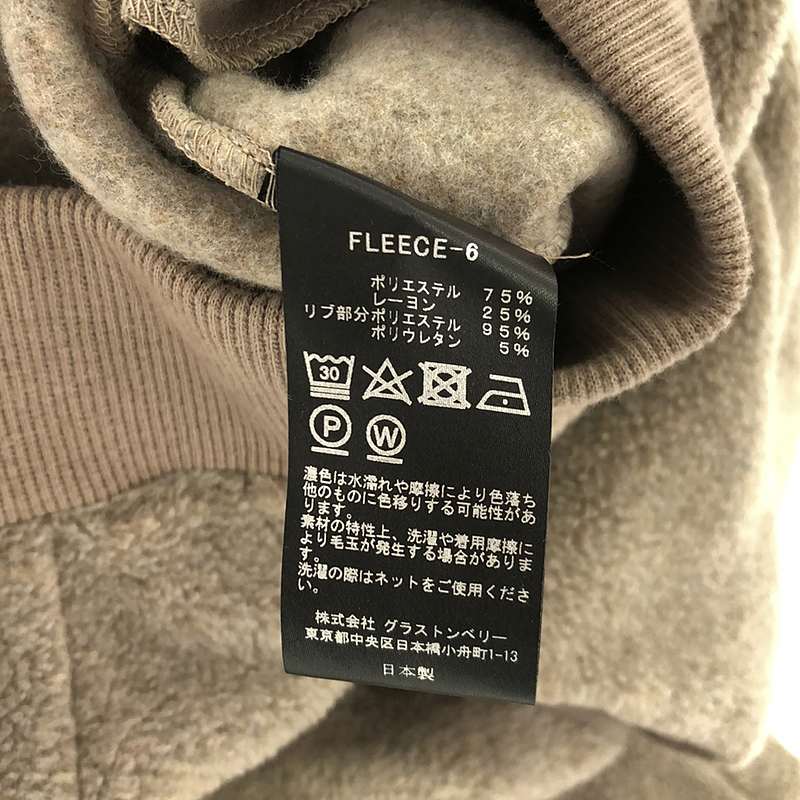 FLEECE-6
ポリエステル 75%
レーヨン 25%
リブ部分ポリエステル 95%
ポリウレタン 5%
30
P W
濃色は水濡れや摩擦により色落ち
他のものに色移りする可能性があ
ります。
素材の特性上、洗濯や着用摩擦に
より毛玉が発生する場合がありま
す。
洗濯の際はネットをご使用くださ
い。
株式会社 グラストンベリー
東京都中央区日本橋小舟町1-13
日本製